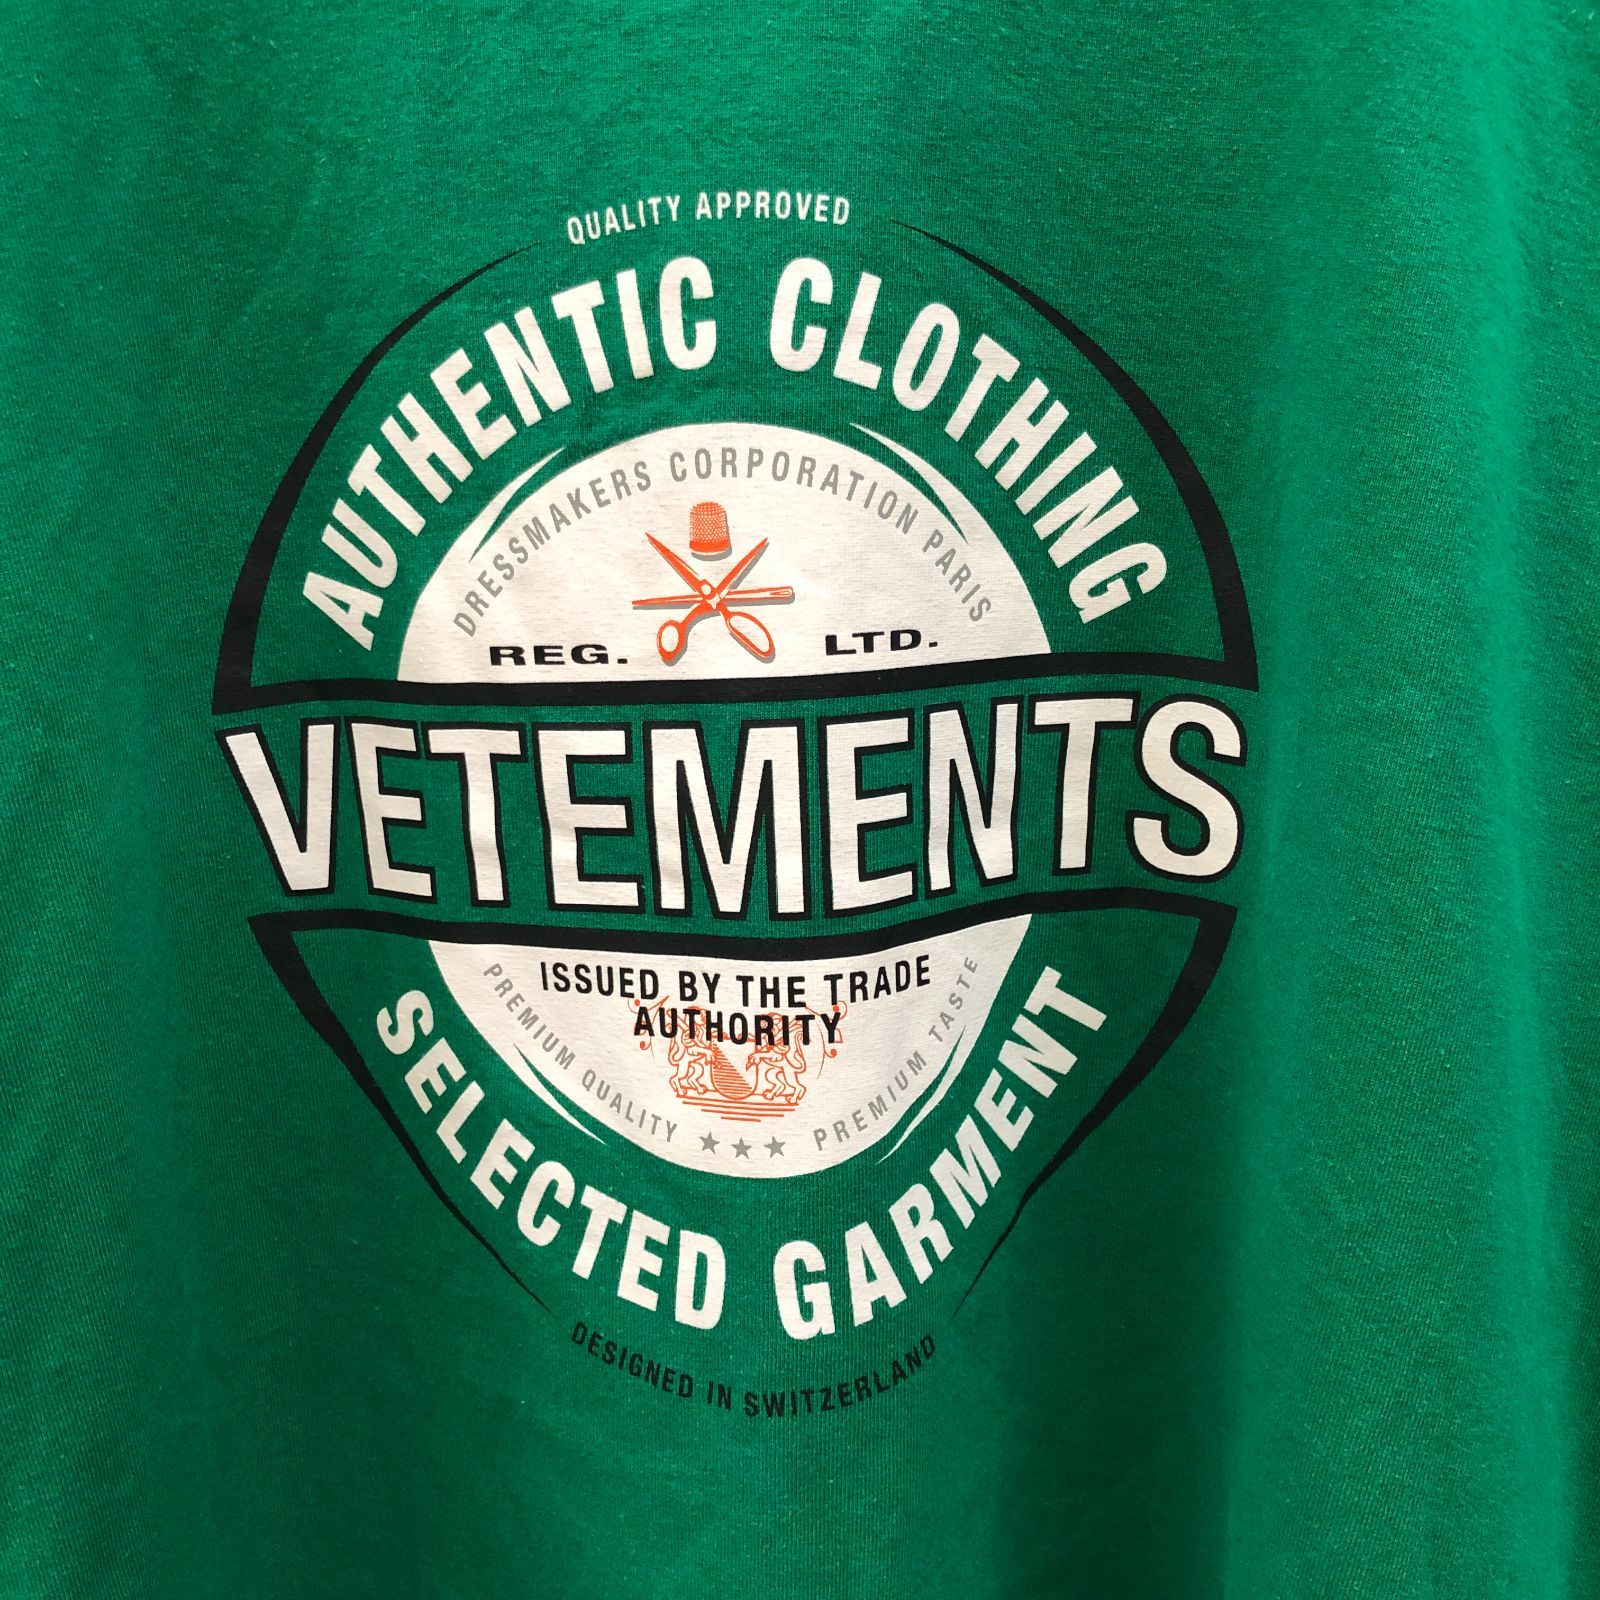 QUALITY APPROVED
AUTHENTIC CLOTHING
DRESSMAKERS CORPORATION PARIS
REG. LTD.
VETEMENTS
ISSUED BY THE TRADE
AUTHORITY
PREMIUM QUALITY ★★★ PREMIUM TASTE
SELECTED GARMENT
DESIGNED IN SWITZERLAND